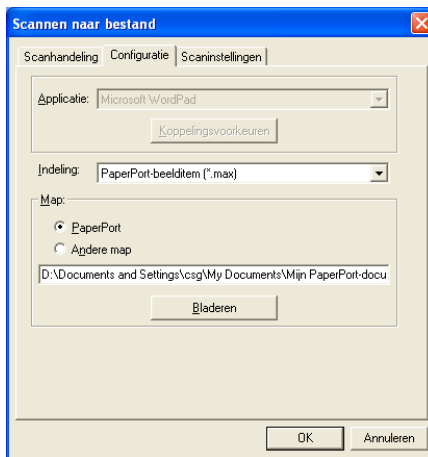 Scannen naar bestand
Scanhandeling Configuratie Scaninstellingen
Applicatie: Microsoft WordPad
Koppelingsvoorkeuren
Indeling: PaperPort-beelditem (*.max)
Map:
PaperPort
Andere map
D:\Documents and Settings\csg\My Documents\Mijn PaperPort-docu
Bladeren
OK Annuleren